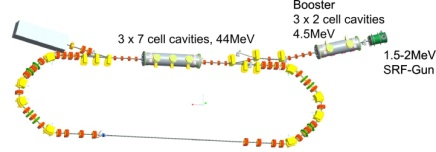 Booster
3 x 2 cell cavities
4.5MeV
3 x 7 cell cavities, 44MeV
1.5-2MeV
SRF-Gun